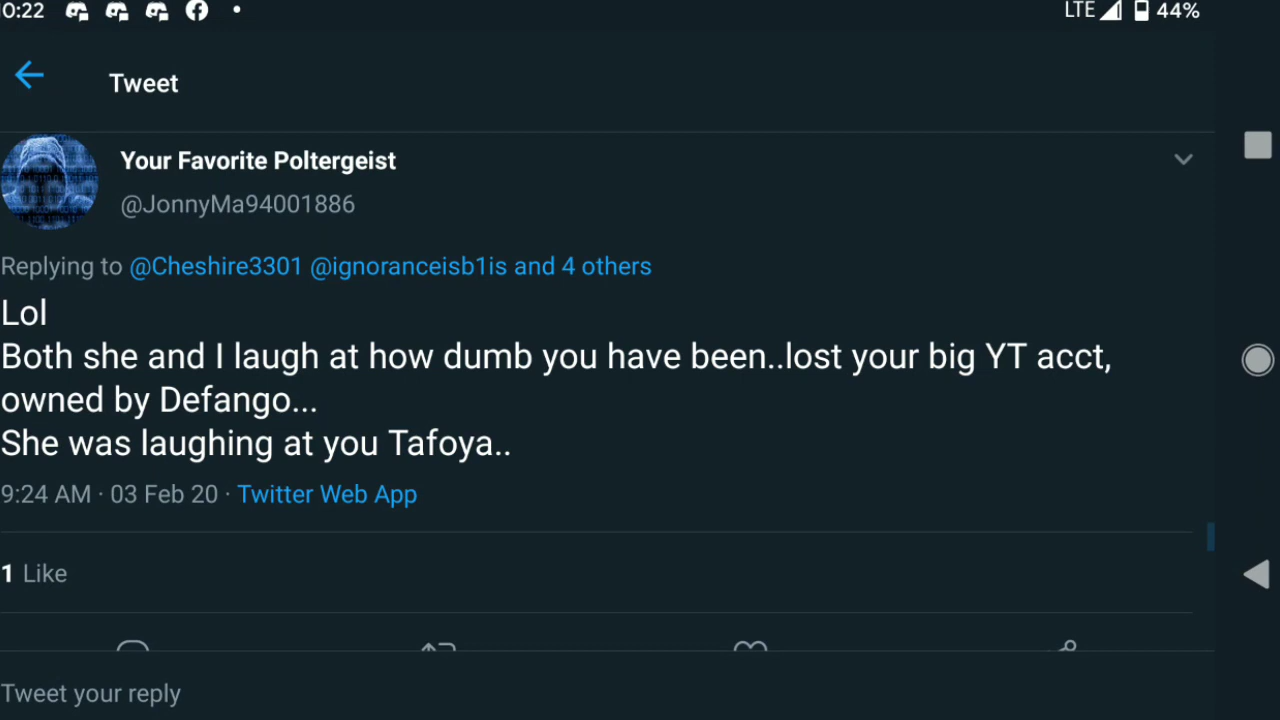 0:22 LTE 44%
Tweet
Your Favorite Poltergeist
@JonnyMa94001886
Replying to @Cheshire3301 @ignoranceisb1is and 4 others
Lol
Both she and I laugh at how dumb you have been..lost your big YT acct,
owned by Defango...
She was laughing at you Tafoya..
9:24 AM · 03 Feb 20 · Twitter Web App
1 Like
Tweet your reply